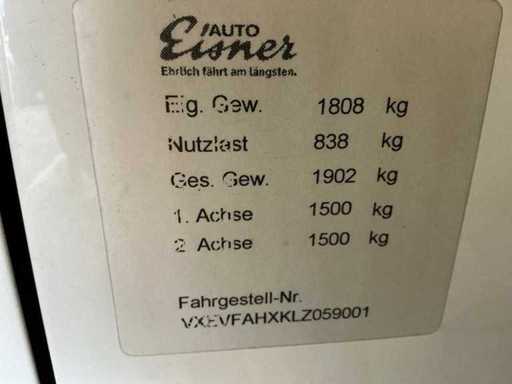 AUTO
Eisner
Ehrlich fährt am längsten.
Eig. Gew. 1808 kg
Nutzlast 838 kg
Ges. Gew. 1902 kg
1. Achse 1500 kg
2 Achse 1500 kg
Fahrgestell-Nr.
VXEVFAHXKLZ059001